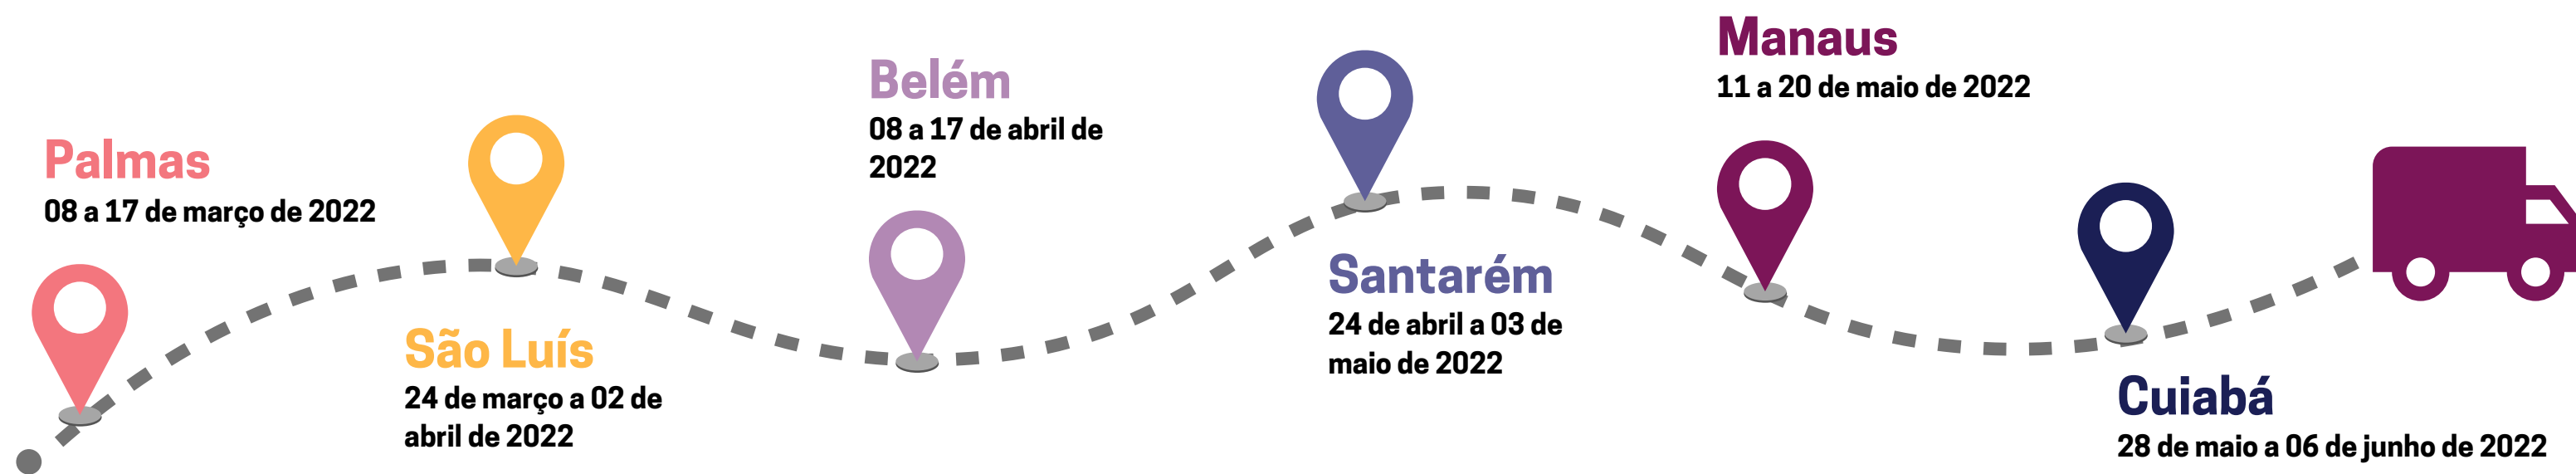 Palmas
08 a 17 de março de 2022
São Luís
24 de março a 02 de
abril de 2022
Belém
08 a 17 de abril de
2022
Santarém
24 de abril a 03 de
maio de 2022
Manaus
11 a 20 de maio de 2022
Cuiabá
28 de maio a 06 de junho de 2022